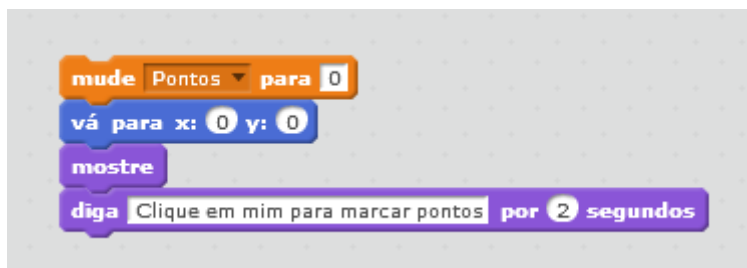 mude Pontos para 0
vá para x: 0 y: 0
mostre
diga Clique em mim para marcar pontos por 2 segundos